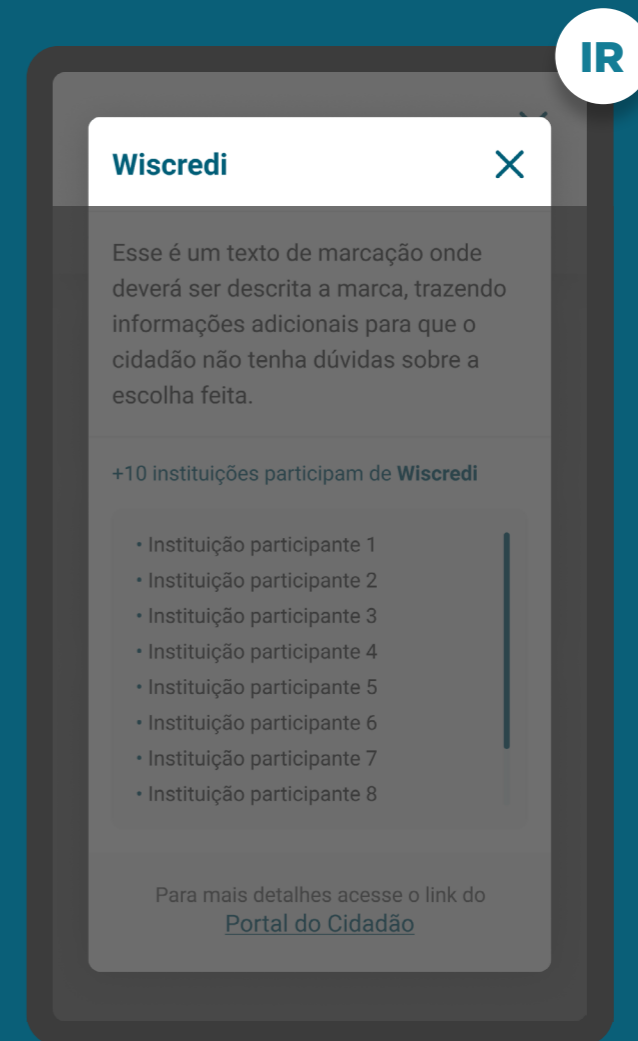 IR
Wiscredi
Esse é um texto de marcação onde
deverá ser descrita a marca, trazendo
informações adicionais para que o
cidadão não tenha dúvidas sobre a
escolha feita.
+10 instituições participam de Wiscredi
• Instituição participante 1
• Instituição participante 2
• Instituição participante 3
• Instituição participante 4
• Instituição participante 5
• Instituição participante 6
• Instituição participante 7
• Instituição participante 8
Para mais detalhes acesse o link do
Portal do Cidadão